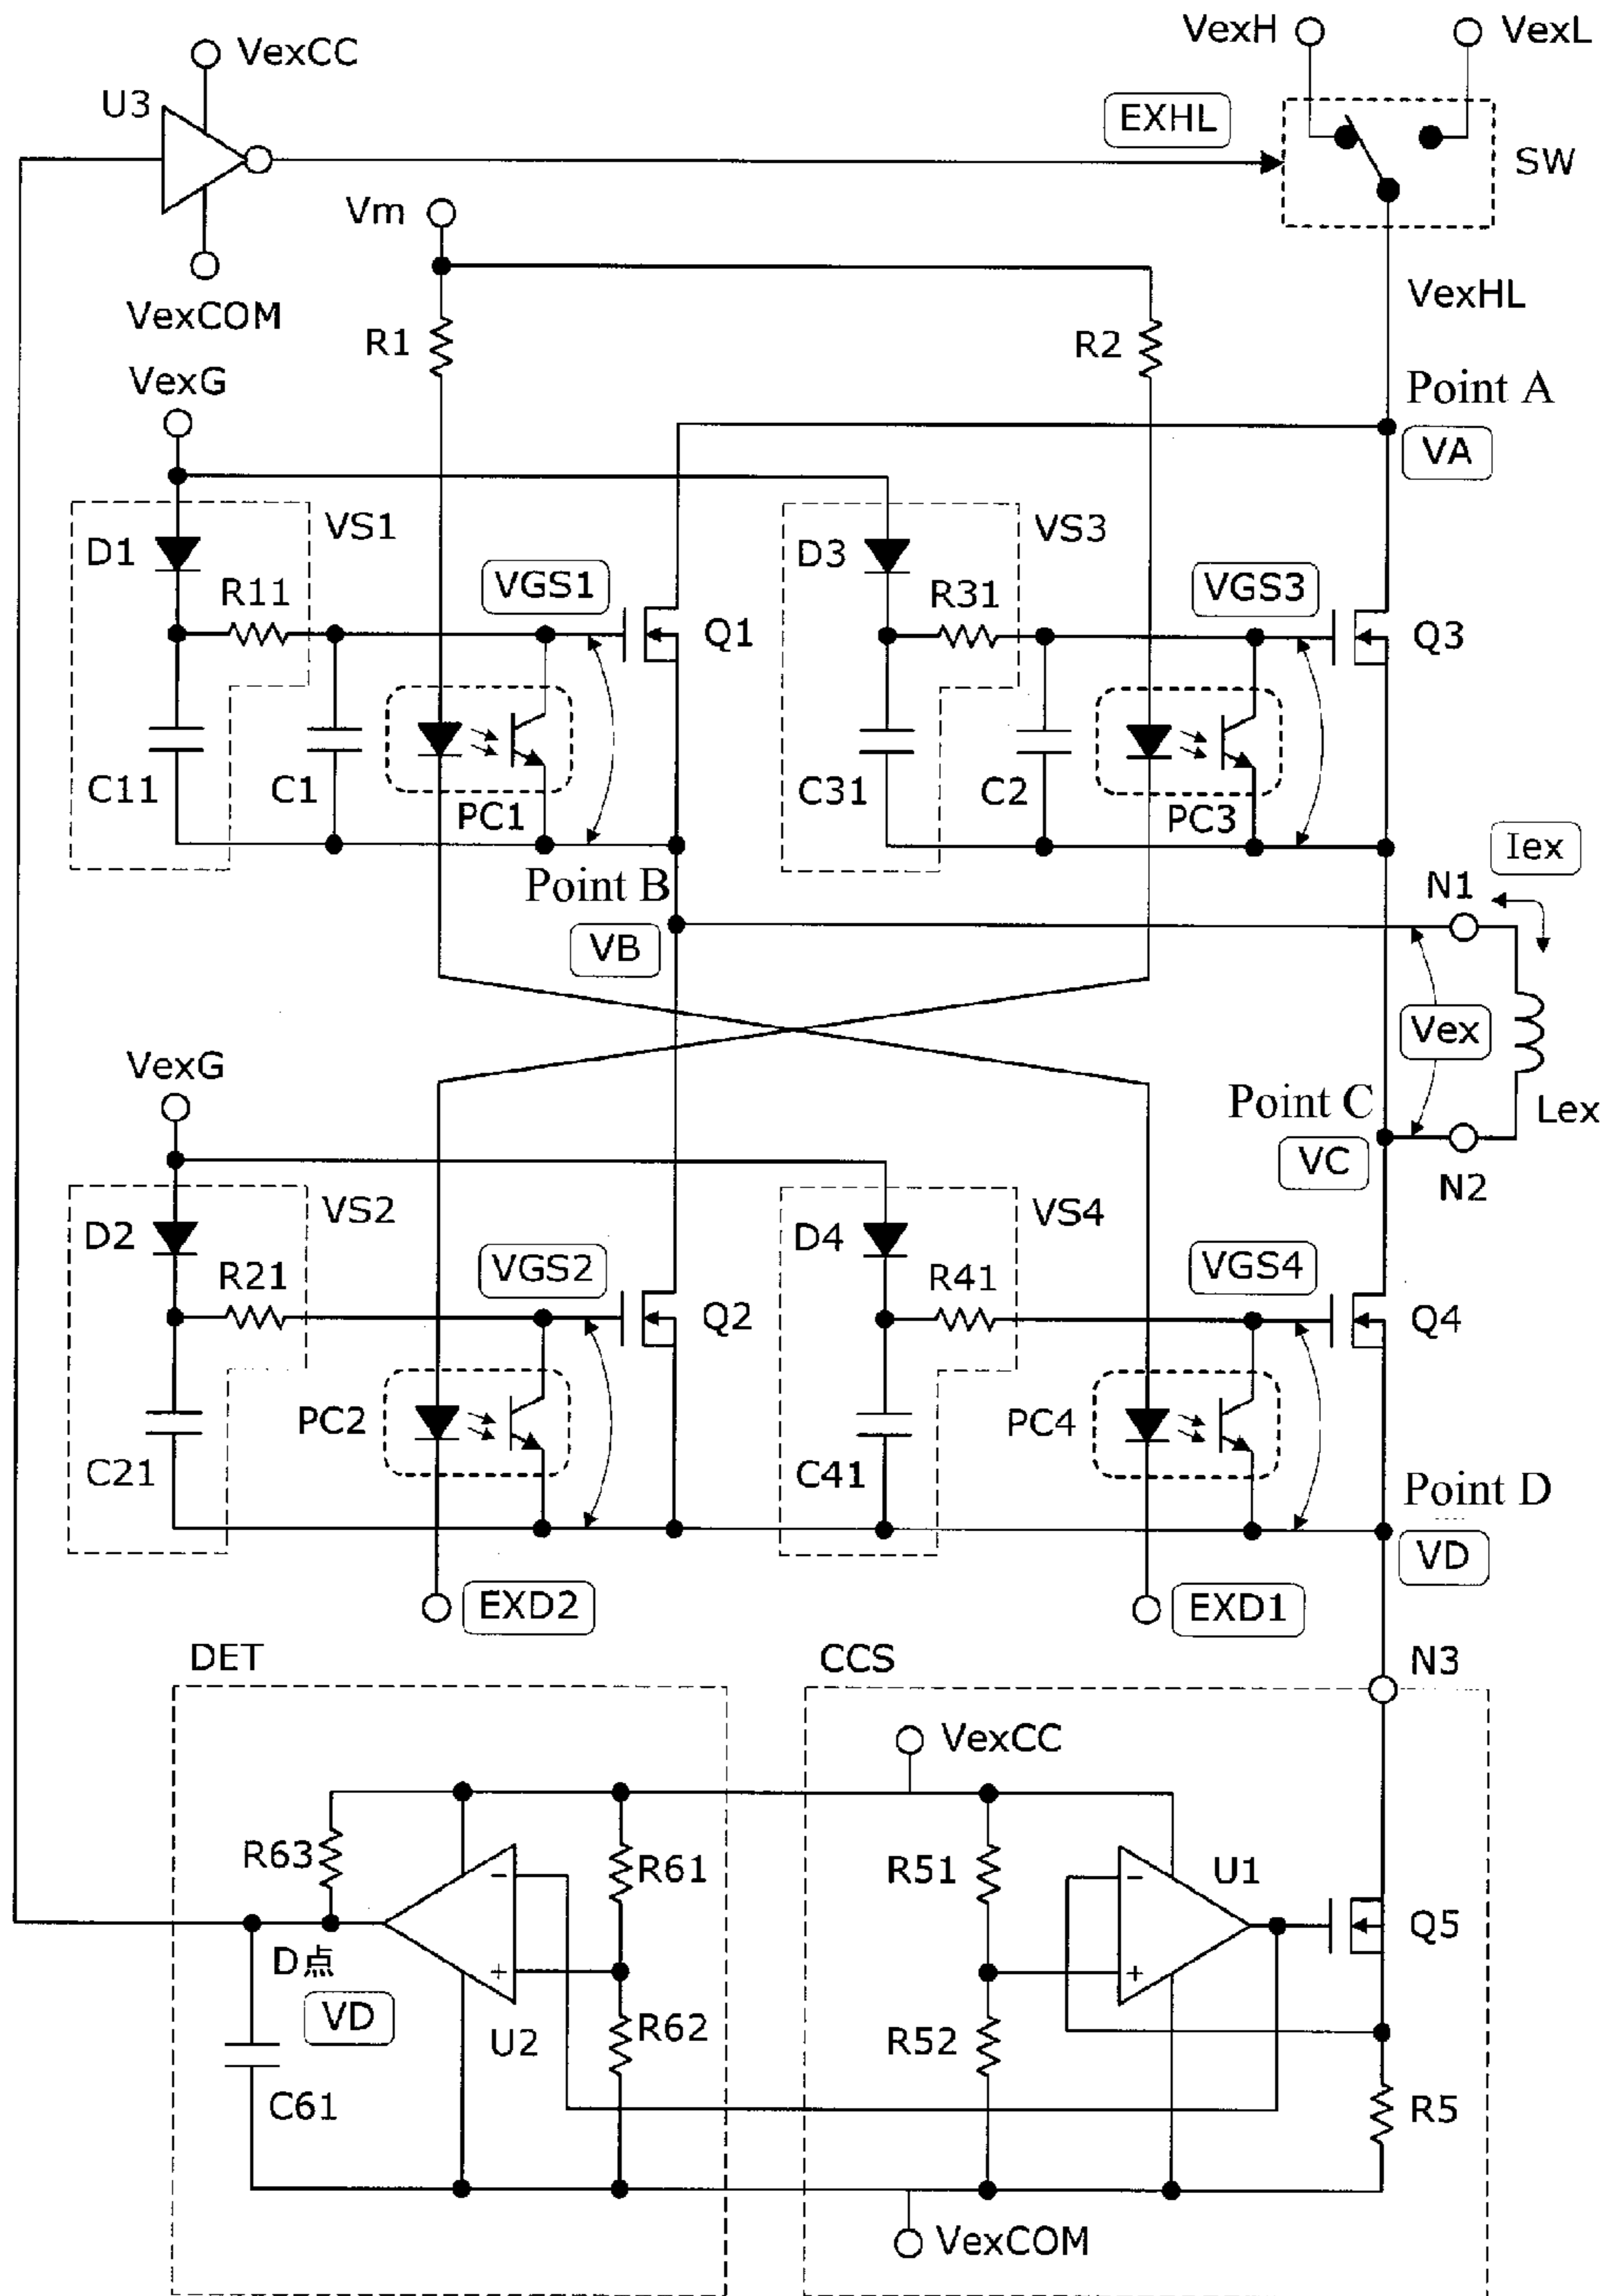 VexH
VexL
VexCC
U3
EXHL
SW
Vm
VexCOM
VexHL
R1
R2
VexG
Point A
VA
D1
VS1
D3
VS3
R11
VGS1
R31
VGS3
Q1
Q3
C11
C1
PC1
C31
C2
PC3
Iex
Point B
N1
VB
Vex
VexG
Point C
Lex
VC
N2
D2
VS2
D4
VS4
R21
VGS2
R41
VGS4
Q2
Q4
PC2
PC4
C21
C41
Point D
VD
EXD2
EXD1
DET
CCS
N3
VexCC
R63
−
R61
R51
−
U1
Q5
D点
+
+
VD
U2
R62
R52
C61
R5
VexCOM